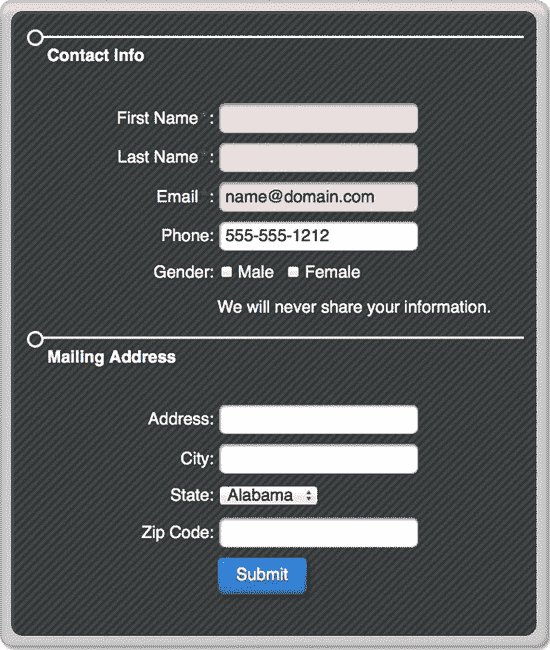 Contact Info
First Name * :
Last Name * :
Email * : name@domain.com
Phone: 555-555-1212
Gender: Male Female
We will never share your information.
Mailing Address
Address:
City:
State: Alabama
Zip Code:
Submit